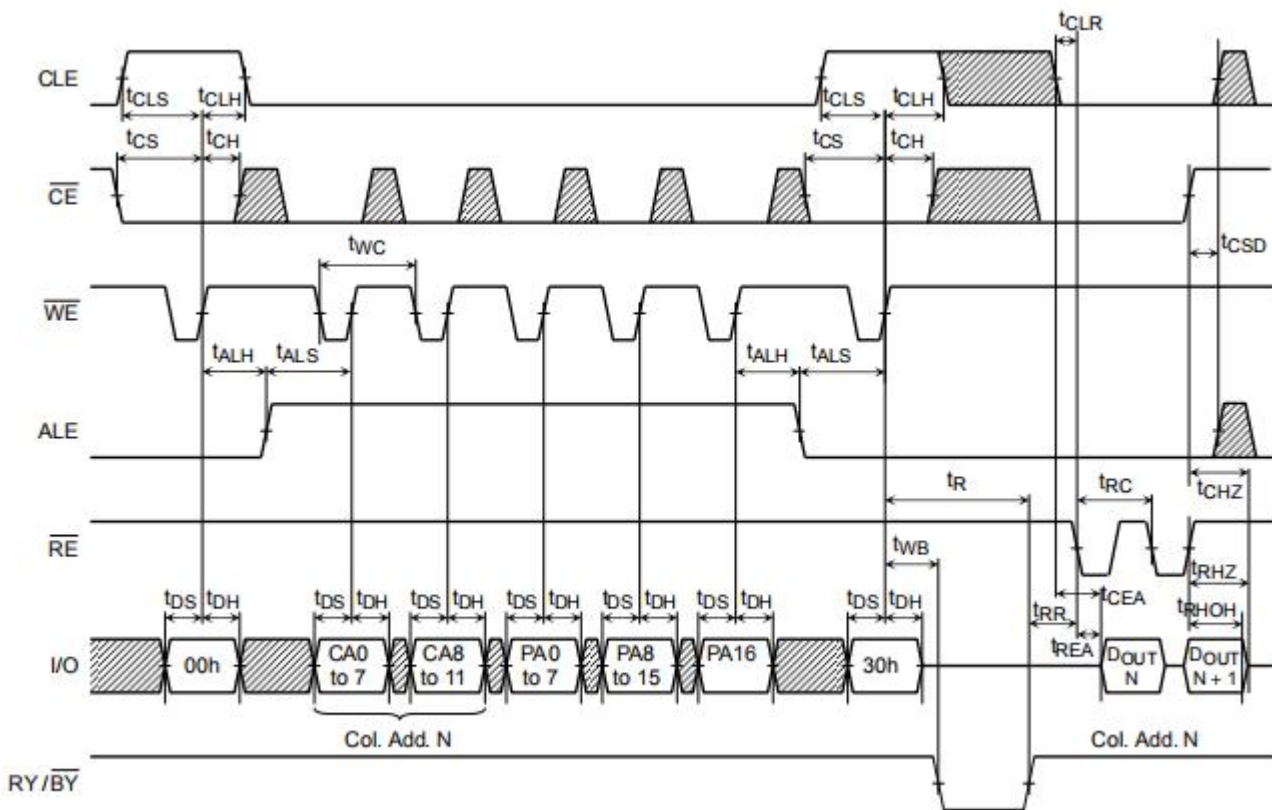 tCLR
CLE
tCLS tCLH tCLS tCLH
tCS tCH tCS tCH
CE
tWC tCSD
WE
tALH tALS tALH tALS
ALE
tR tRC tCHZ
RE
tWB tRHZ
tDS tDH tDS tDH tDS tDH tDS tDH tDS tDH tDS tDH tDS tDH tCEA
tRR tRHOH
tREA
I/O 00h CA0 to 7 CA8 to 11 PA0 to 7 PA8 to 15 PA16 30h DOUT N DOUT N + 1
Col. Add. N Col. Add. N
RY/BY